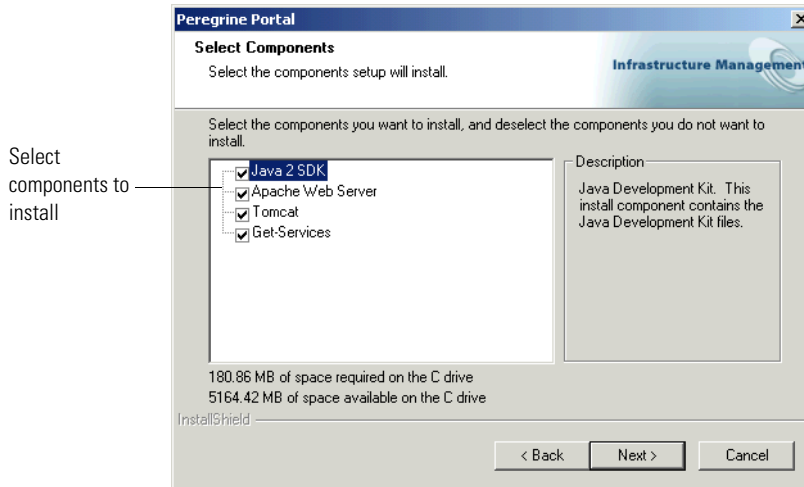 Peregrine Portal
Select Components
Select the components setup will install.
Infrastructure Management
Select the components you want to install, and deselect the components you do not want to
install.
Select
components to
install
Java 2 SDK
Apache Web Server
Tomcat
Get-Services
Description
Java Development Kit. This
install component contains the
Java Development Kit files.
180.86 MB of space required on the C drive
5164.42 MB of space available on the C drive
InstallShield
< Back
Next >
Cancel